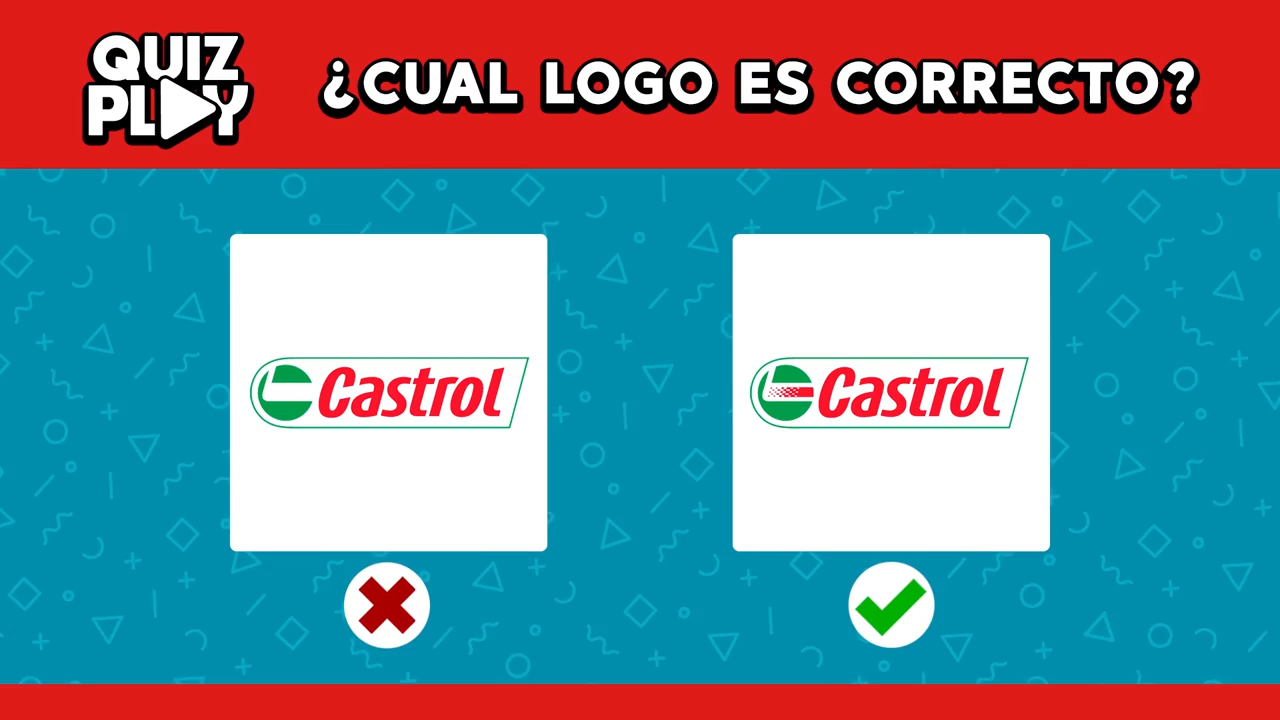 QUIZ
PLAY
¿CUAL LOGO ES CORRECTO?
Castrol
Castrol